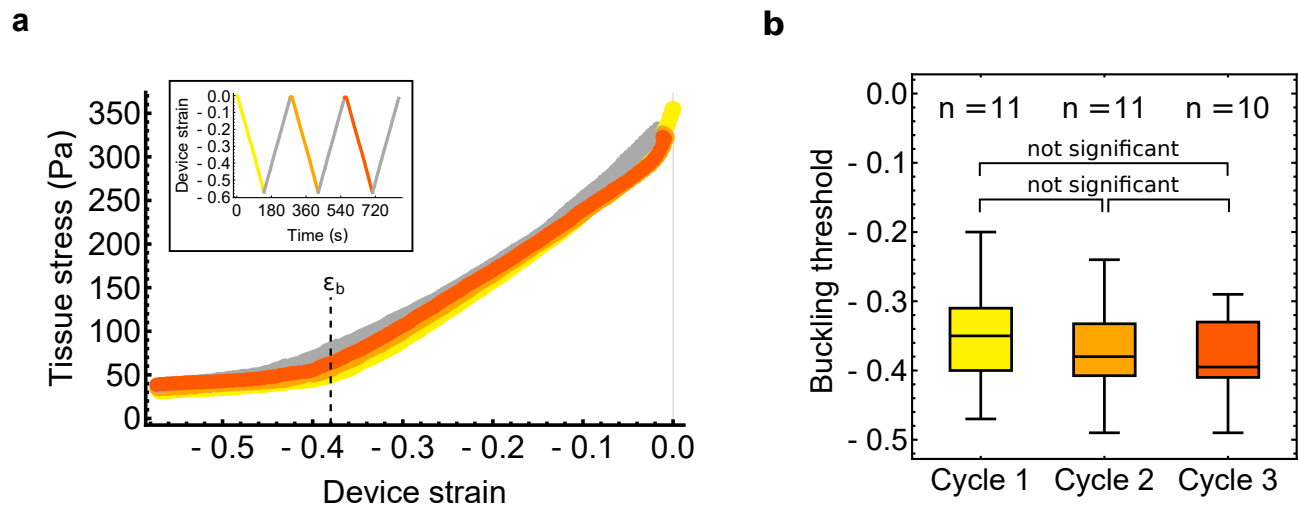 a
b
350
300
250
200
150
100
50
0
Tissue stress (Pa)
- 0.5
- 0.4
- 0.3
- 0.2
- 0.1
0.0
Device strain
εb
0.0
- 0.1
- 0.2
- 0.3
- 0.4
- 0.5
- 0.6
Device strain
0
180
360
540
720
Time (s)
0.0
- 0.1
- 0.2
- 0.3
- 0.4
- 0.5
Buckling threshold
n = 11
n = 11
n = 10
not significant
not significant
Cycle 1
Cycle 2
Cycle 3